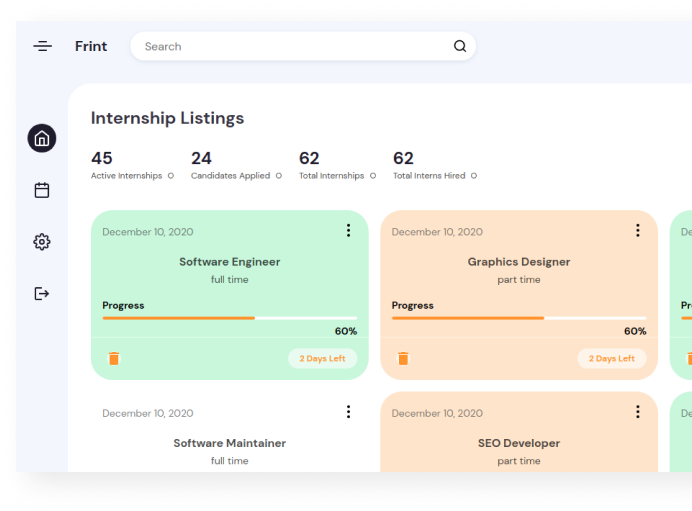 Frint
Search
Internship Listings
45 24 62 62
Active Internships Candidates Applied Total Internships Total Interns Hired
December 10, 2020
Software Engineer
full time
Progress
60%
2 Days Left
December 10, 2020
Graphics Designer
part time
Progress
60%
2 Days Left
December 10, 2020
Software Maintainer
full time
December 10, 2020
SEO Developer
part time